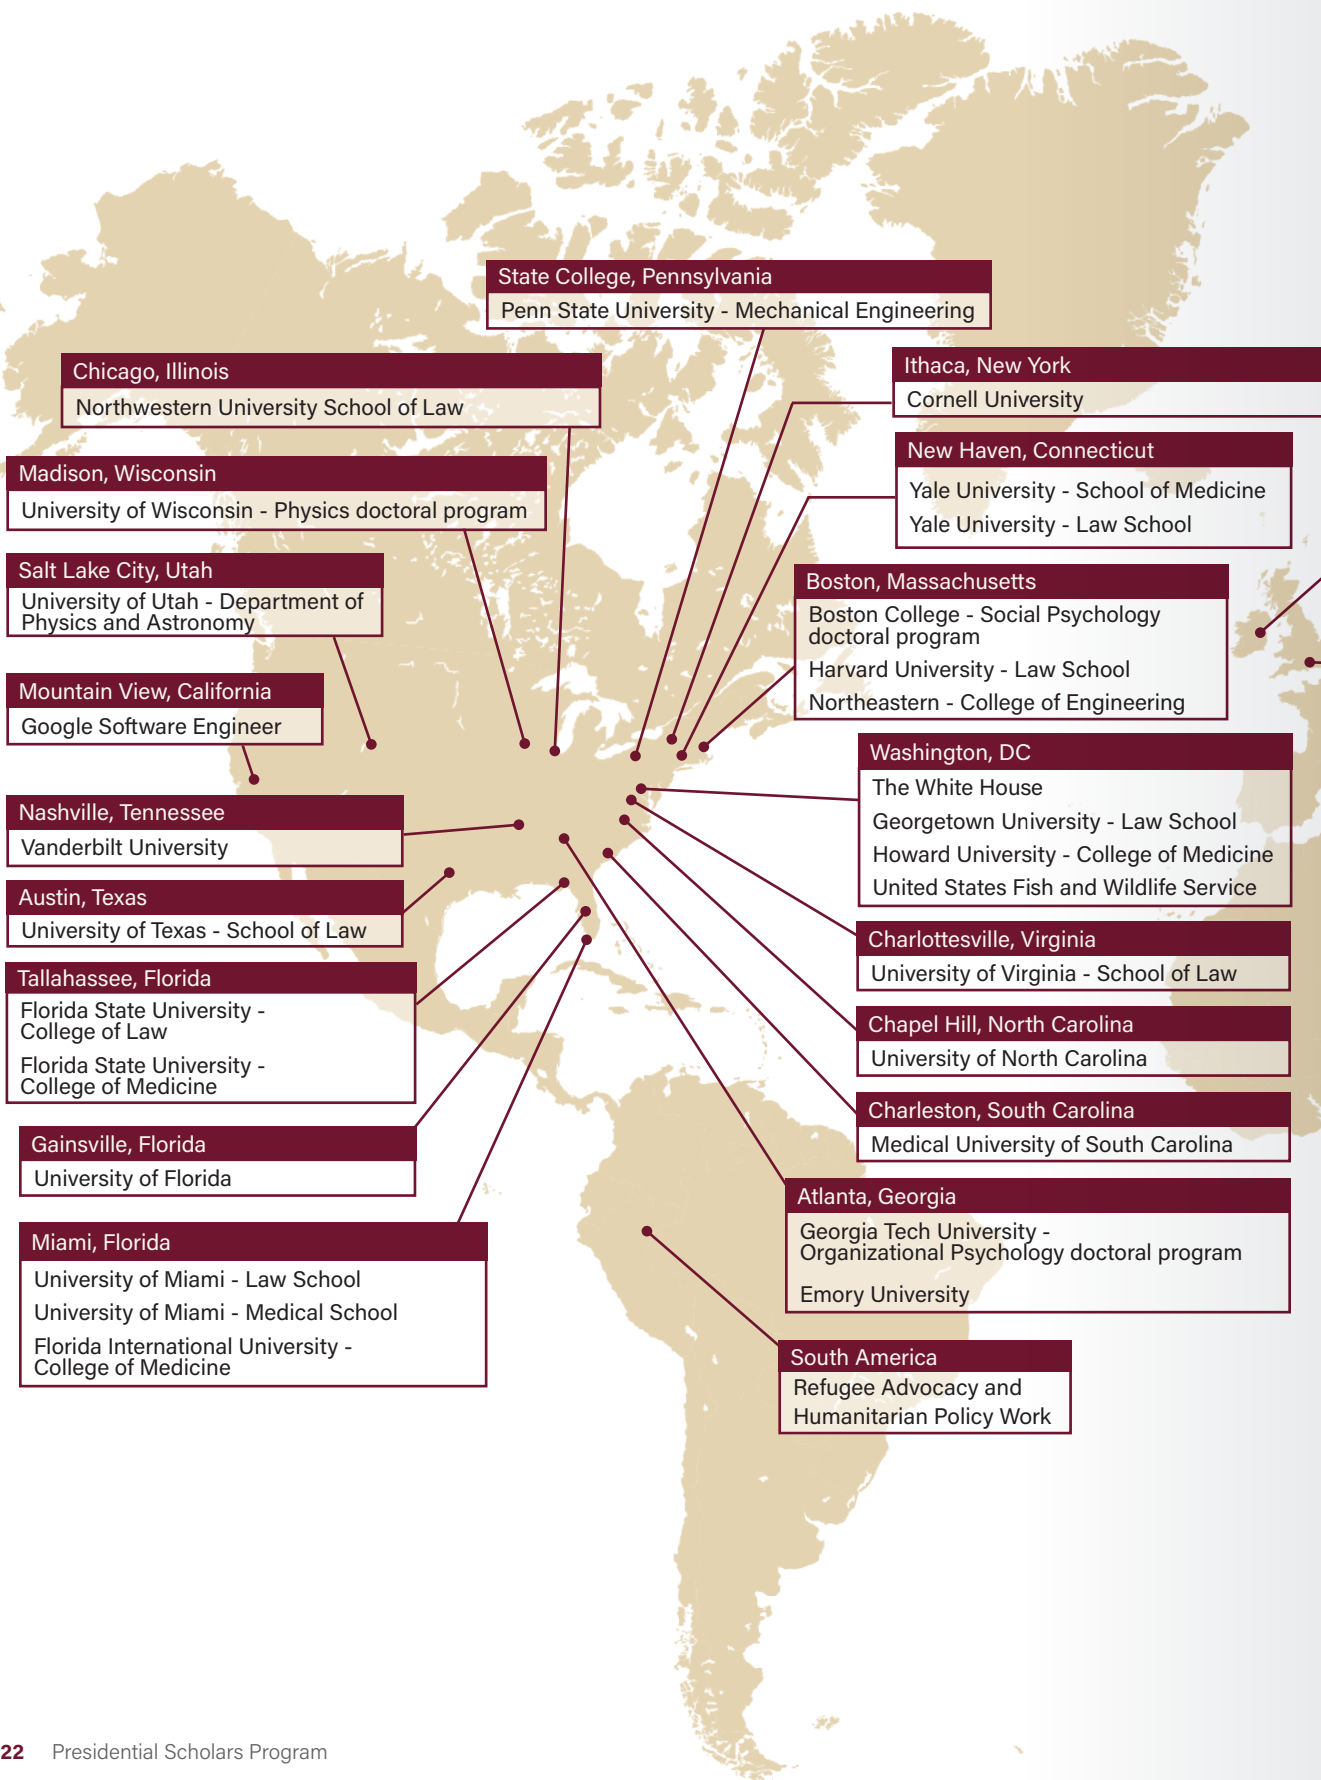 State College, Pennsylvania
Penn State University - Mechanical Engineering
Chicago, Illinois
Northwestern University School of Law
Ithaca, New York
Cornell University
Madison, Wisconsin
University of Wisconsin - Physics doctoral program
New Haven, Connecticut
Yale University - School of Medicine
Yale University - Law School
Salt Lake City, Utah
University of Utah - Department of
Physics and Astronomy
Boston, Massachusetts
Boston College - Social Psychology
doctoral program
Harvard University - Law School
Northeastern - College of Engineering
Mountain View, California
Google Software Engineer
Washington, DC
The White House
Georgetown University - Law School
Howard University - College of Medicine
United States Fish and Wildlife Service
Nashville, Tennessee
Vanderbilt University
Austin, Texas
University of Texas - School of Law
Charlottesville, Virginia
University of Virginia - School of Law
Tallahassee, Florida
Florida State University -
College of Law
Florida State University -
College of Medicine
Chapel Hill, North Carolina
University of North Carolina
Charleston, South Carolina
Medical University of South Carolina
Gainsville, Florida
University of Florida
Atlanta, Georgia
Georgia Tech University -
Organizational Psychology doctoral program
Emory University
Miami, Florida
University of Miami - Law School
University of Miami - Medical School
Florida International University -
College of Medicine
South America
Refugee Advocacy and
Humanitarian Policy Work
22 Presidential Scholars Program